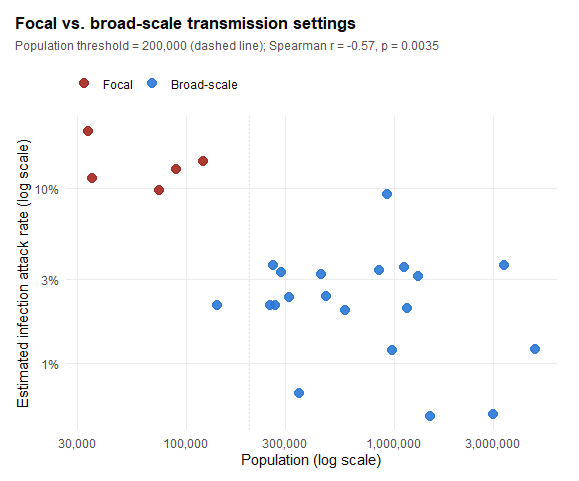 Focal vs. broad-scale transmission settings
Population threshold = 200,000 (dashed line); Spearman r = -0.57, p = 0.0035
Focal
Broad-scale
Estimated infection attack rate (log scale)
10%
3%
1%
30,000
100,000
300,000
1,000,000
3,000,000
Population (log scale)